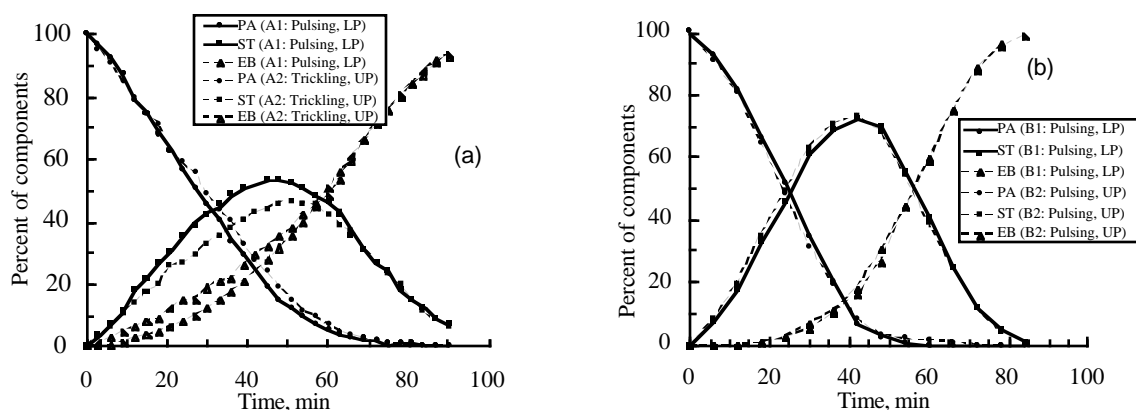 100
80
60
40
20
0
Percent of components
0 20 40 60 80 100
Time, min
PA (A1: Pulsing, LP)
ST (A1: Pulsing, LP)
EB (A1: Pulsing, LP)
PA (A2: Trickling, UP)
ST (A2: Trickling, UP)
EB (A2: Trickling, UP)
(a)
100
80
60
40
20
0
Percent of components
0 20 40 60 80 100
Time, min
(b)
PA (B1: Pulsing, LP)
ST (B1: Pulsing, LP)
EB (B1: Pulsing, LP)
PA (B2: Pulsing, UP)
ST (B2: Pulsing, UP)
EB (B2: Pulsing, UP)